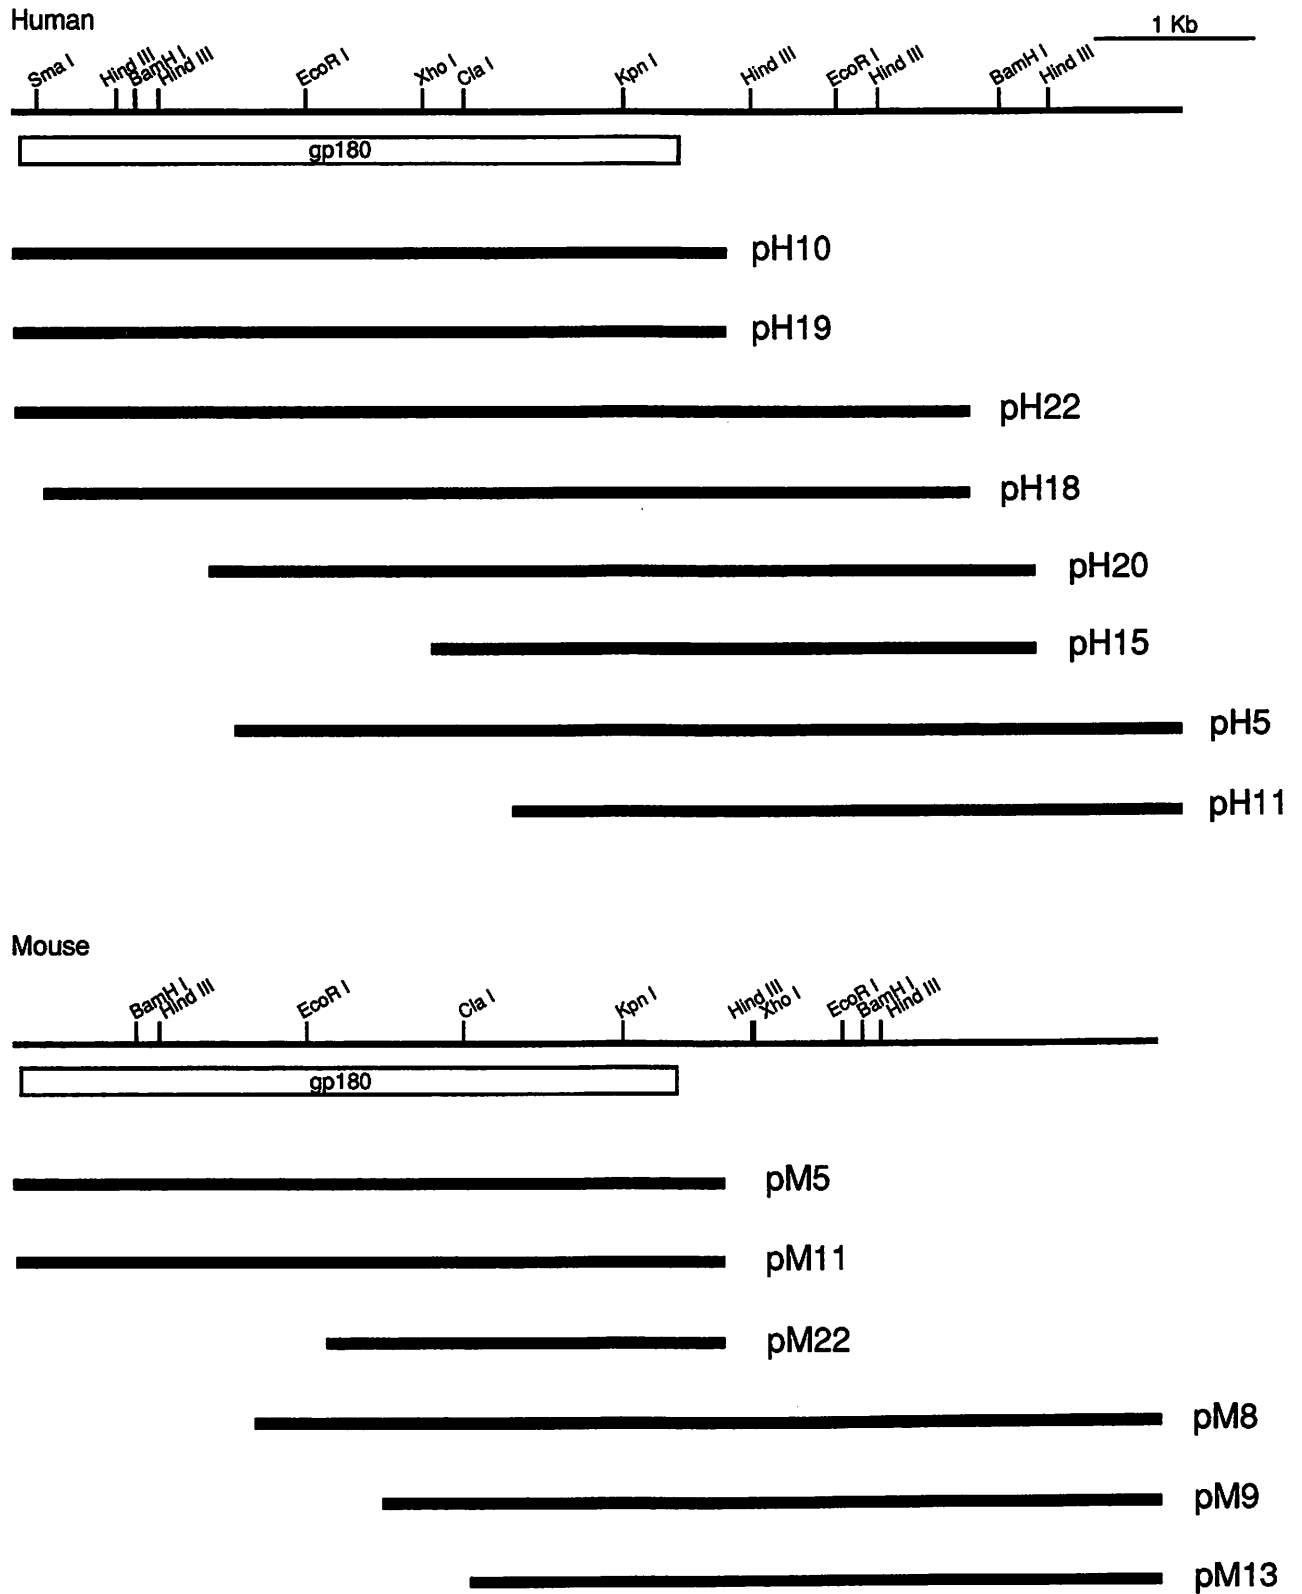 Human
1 Kb
Sma I
Hind III
BamH I
Hind III
EcoR I
Xho I
Cla I
Kpn I
Hind III
EcoR I
Hind III
BamH I
Hind III
gp180
pH10
pH19
pH22
pH18
pH20
pH15
pH5
pH11
Mouse
BamH I
Hind III
EcoR I
Cla I
Kpn I
Hind III
Xho I
EcoR I
BamH I
Hind III
gp180
pM5
pM11
pM22
pM8
pM9
pM13